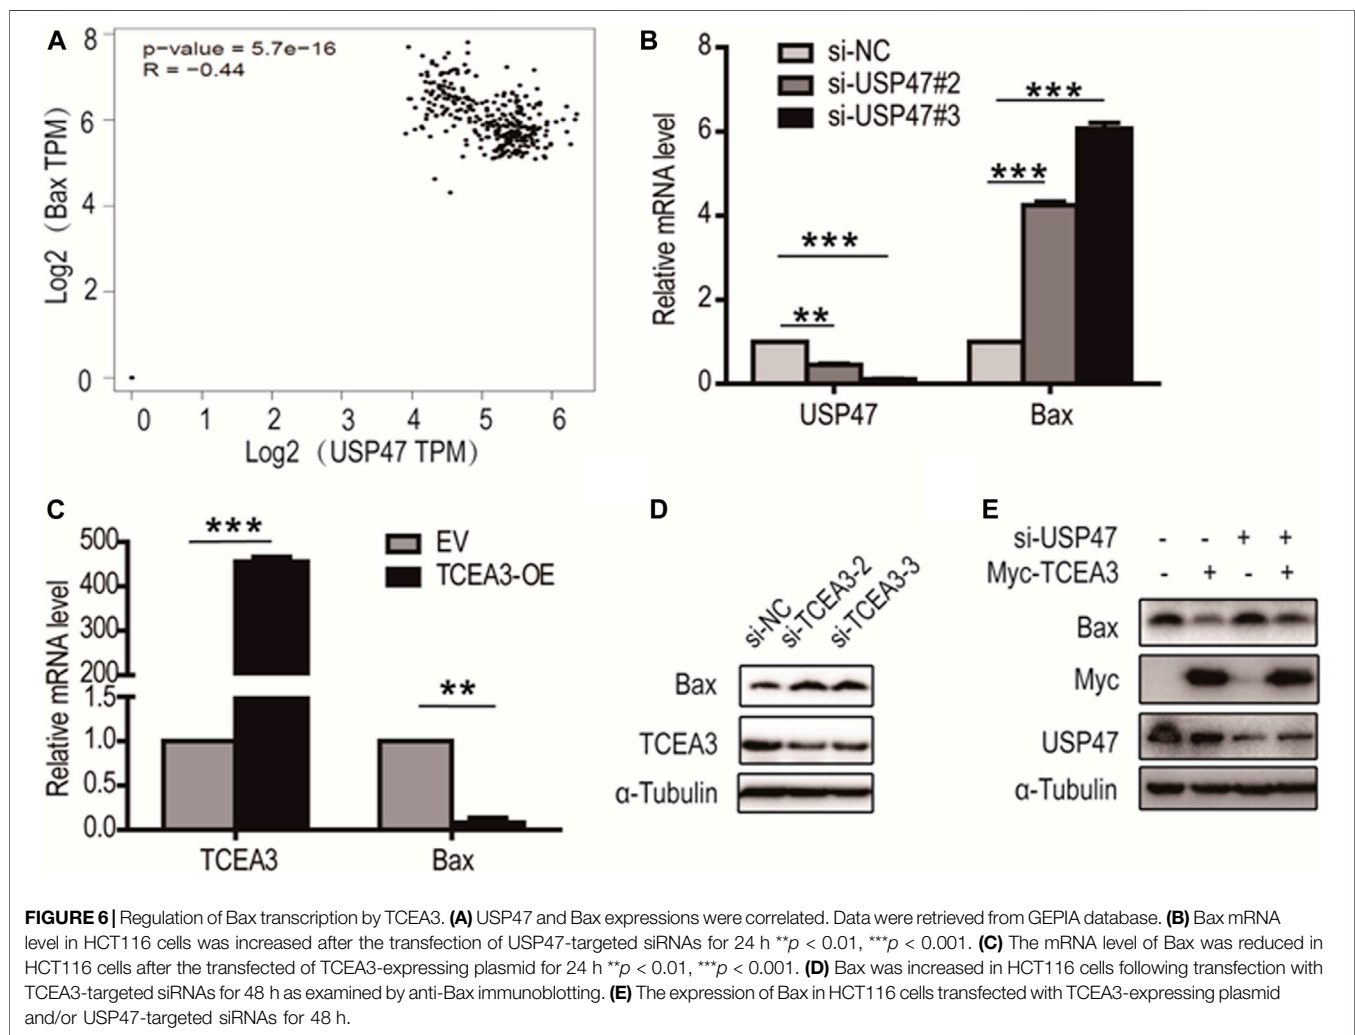 A
p-value = 5.7e-16
R = -0.44
8
6
4
2
0
Log2 （Bax TPM）
0 1 2 3 4 5 6
Log2 （USP47 TPM）
B
si-NC
si-USP47#2
si-USP47#3
8
6
4
2
0
Relative mRNA level
***
**
***
***
USP47 Bax
C
EV
TCEA3-OE
500
400
300
200
1.5
1.0
0.5
0.0
Relative mRNA level
***
**
TCEA3 Bax
D
si-NC
si-TCEA3-2
si-TCEA3-3
Bax
TCEA3
α-Tubulin
E
si-USP47 - - + +
Myc-TCEA3 - + - +
Bax
Myc
USP47
α-Tubulin
FIGURE 6 | Regulation of Bax transcription by TCEA3. (A) USP47 and Bax expressions were correlated. Data were retrieved from GEPIA database. (B) Bax mRNA
level in HCT116 cells was increased after the transfection of USP47-targeted siRNAs for 24 h **p < 0.01, ***p < 0.001. (C) The mRNA level of Bax was reduced in
HCT116 cells after the transfected of TCEA3-expressing plasmid for 24 h **p < 0.01, ***p < 0.001. (D) Bax was increased in HCT116 cells following transfection with
TCEA3-targeted siRNAs for 48 h as examined by anti-Bax immunoblotting. (E) The expression of Bax in HCT116 cells transfected with TCEA3-expressing plasmid
and/or USP47-targeted siRNAs for 48 h.